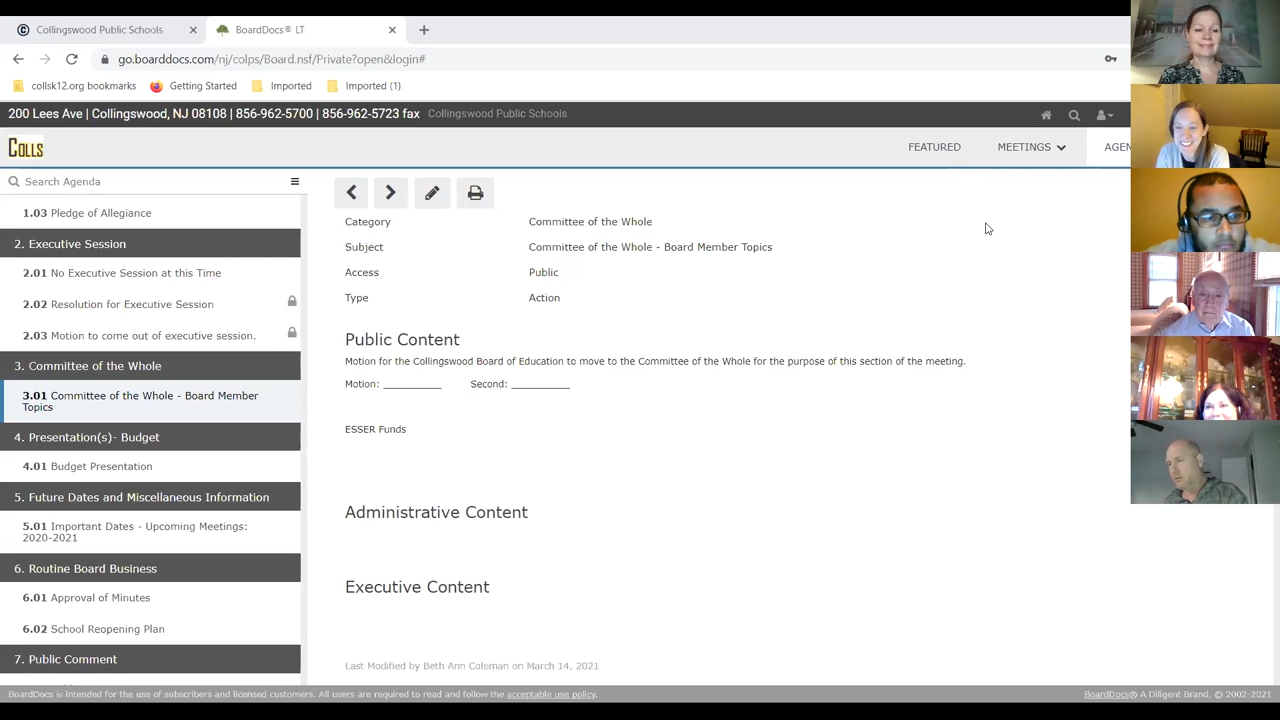 Collingswood Public Schools
BoardDocs® LT
go.boarddocs.com/nj/colps/Board.nsf/Private?open&login#
collsk12.org bookmarks
Getting Started
Imported
Imported (1)
200 Lees Ave | Collingswood, NJ 08108 | 856-962-5700 | 856-962-5723 fax
Collingswood Public Schools
COLLS
FEATURED
MEETINGS
AGEN
Search Agenda
1.03 Pledge of Allegiance
2. Executive Session
2.01 No Executive Session at this Time
2.02 Resolution for Executive Session
2.03 Motion to come out of executive session.
3. Committee of the Whole
3.01 Committee of the Whole - Board Member
Topics
4. Presentation(s)- Budget
4.01 Budget Presentation
5. Future Dates and Miscellaneous Information
5.01 Important Dates - Upcoming Meetings:
2020-2021
6. Routine Board Business
6.01 Approval of Minutes
6.02 School Reopening Plan
7. Public Comment
Category Committee of the Whole
Subject Committee of the Whole - Board Member Topics
Access Public
Type Action
Public Content
Motion for the Collingswood Board of Education to move to the Committee of the Whole for the purpose of this section of the meeting.
Motion: __________ Second: __________
ESSER Funds
Administrative Content
Executive Content
Last Modified by Beth Ann Coleman on March 14, 2021
BoardDocs is intended for the use of subscribers and licensed customers. All users are required to read and follow the acceptable use policy.
BoardDocs® A Diligent Brand, © 2002-2021